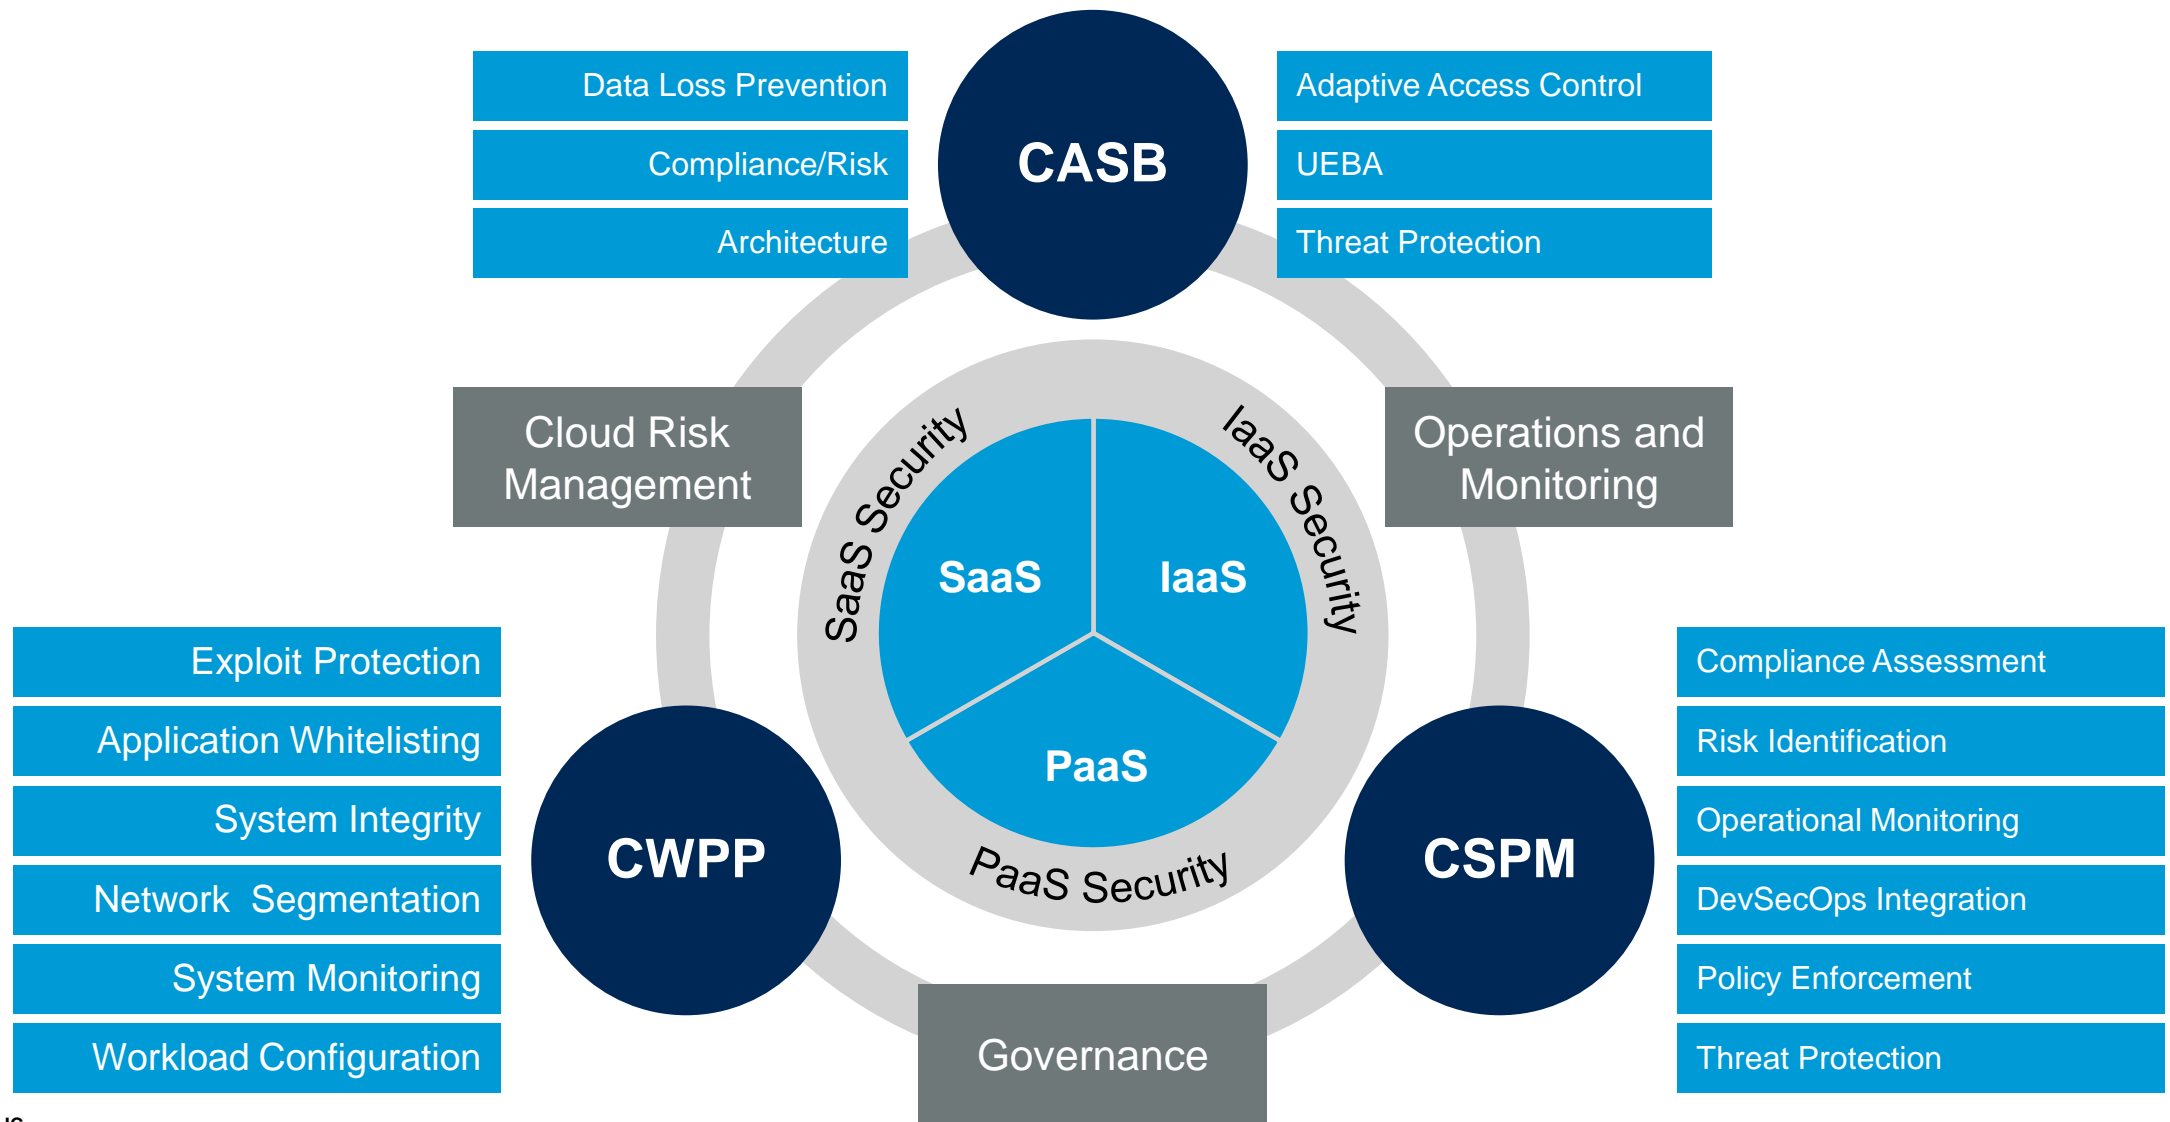 Data Loss Prevention
Compliance/Risk
Architecture
CASB
Adaptive Access Control
UEBA
Threat Protection
Cloud Risk
Management
Operations and
Monitoring
SaaS Security
IaaS Security
PaaS Security
SaaS
IaaS
PaaS
Exploit Protection
Application Whitelisting
System Integrity
Network  Segmentation
System Monitoring
Workload Configuration
CWPP
CSPM
Compliance Assessment
Risk Identification
Operational Monitoring
DevSecOps Integration
Policy Enforcement
Threat Protection
Governance